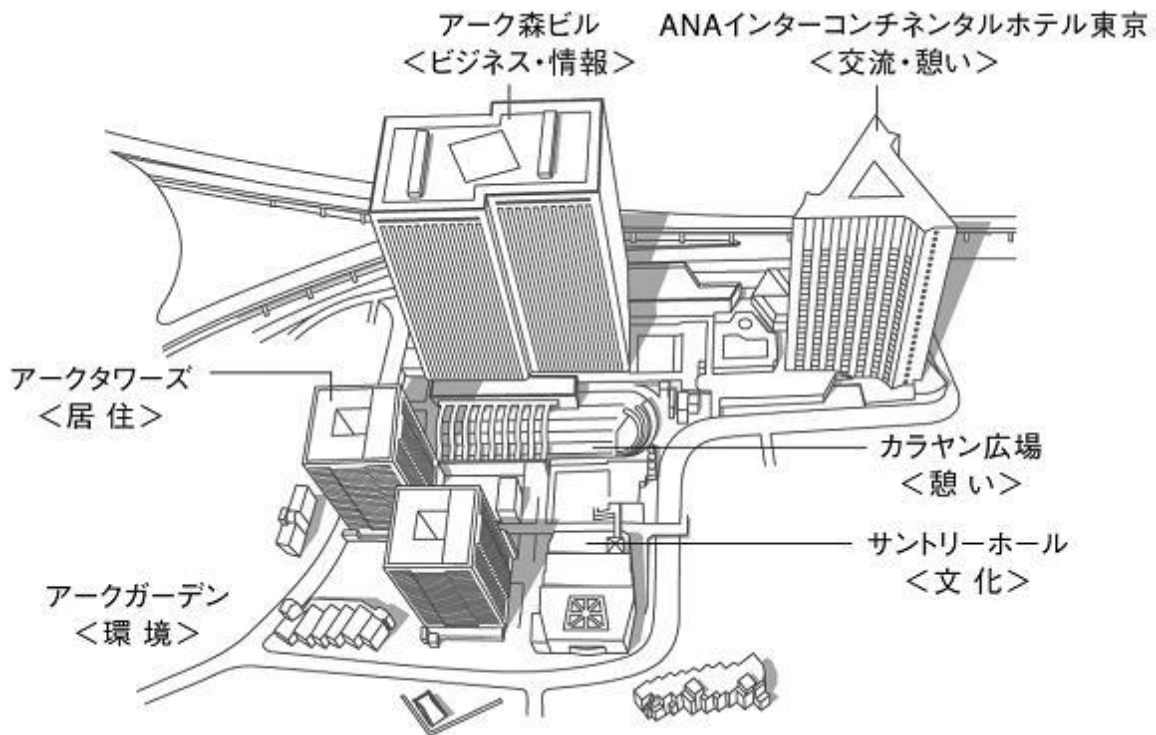 アーク森ビル
＜ビジネス・情報＞
ANAインターコンチネンタルホテル東京
＜交流・憩い＞
アークタワーズ
＜居 住＞
カラヤン広場
＜憩 い＞
サントリーホール
＜文 化＞
アークガーデン
＜環 境＞